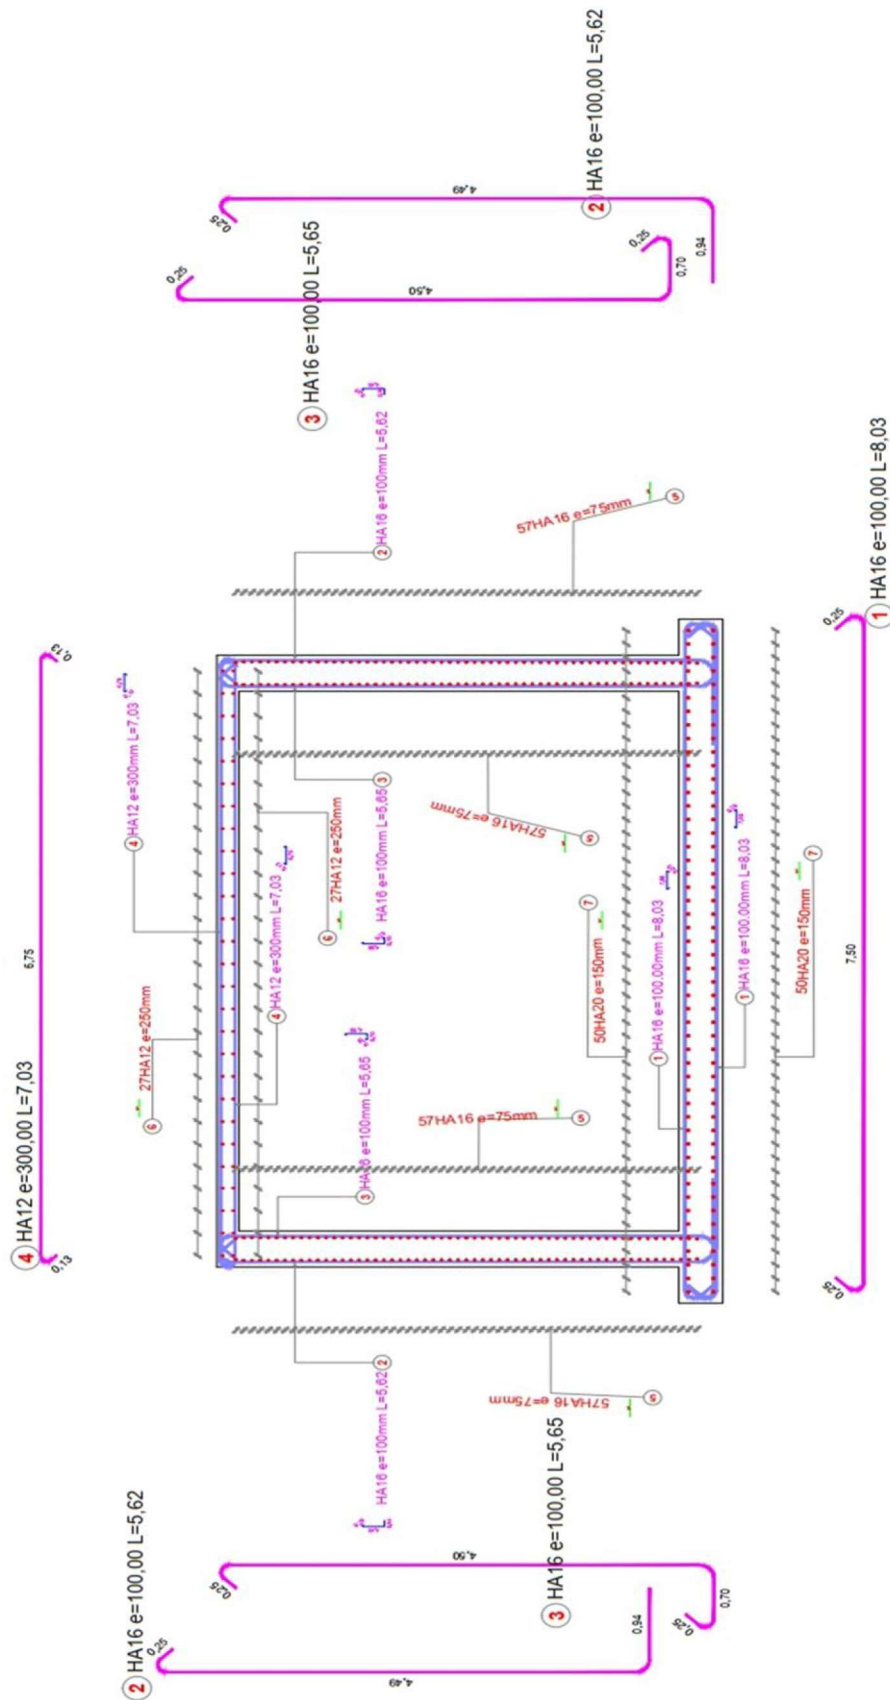 4 HA12 e=300,00 L=7,03
0,13
6,75
0,13
2 HA16 e=100,00 L=5,62
0,25
4,49
0,94
3 HA16 e=100,00 L=5,65
0,25
4,50
0,25
0,70
6 27HA12 e=250mm
4 HA12 e=300mm L=7,03
4 HA12 e=300mm L=7,03
6 27HA12 e=250mm
2 HA16 e=100mm L=5,62
3 HA16 e=100mm L=5,65
3 HA16 e=100mm L=5,65
2 HA16 e=100mm L=5,62
57HA16 e=75mm
5
57HA16 e=75mm
5
57HA16 e=75mm
5
57HA16 e=75mm
5
50HA20 e=150mm
7
1 HA16 e=100.00mm L=8,03
1 HA16 e=100.00mm L=8,03
50HA20 e=150mm
7
3 HA16 e=100,00 L=5,65
0,25
4,50
0,25
0,70
2 HA16 e=100,00 L=5,62
0,25
4,49
0,94
0,25
7,50
0,25
1 HA16 e=100,00 L=8,03